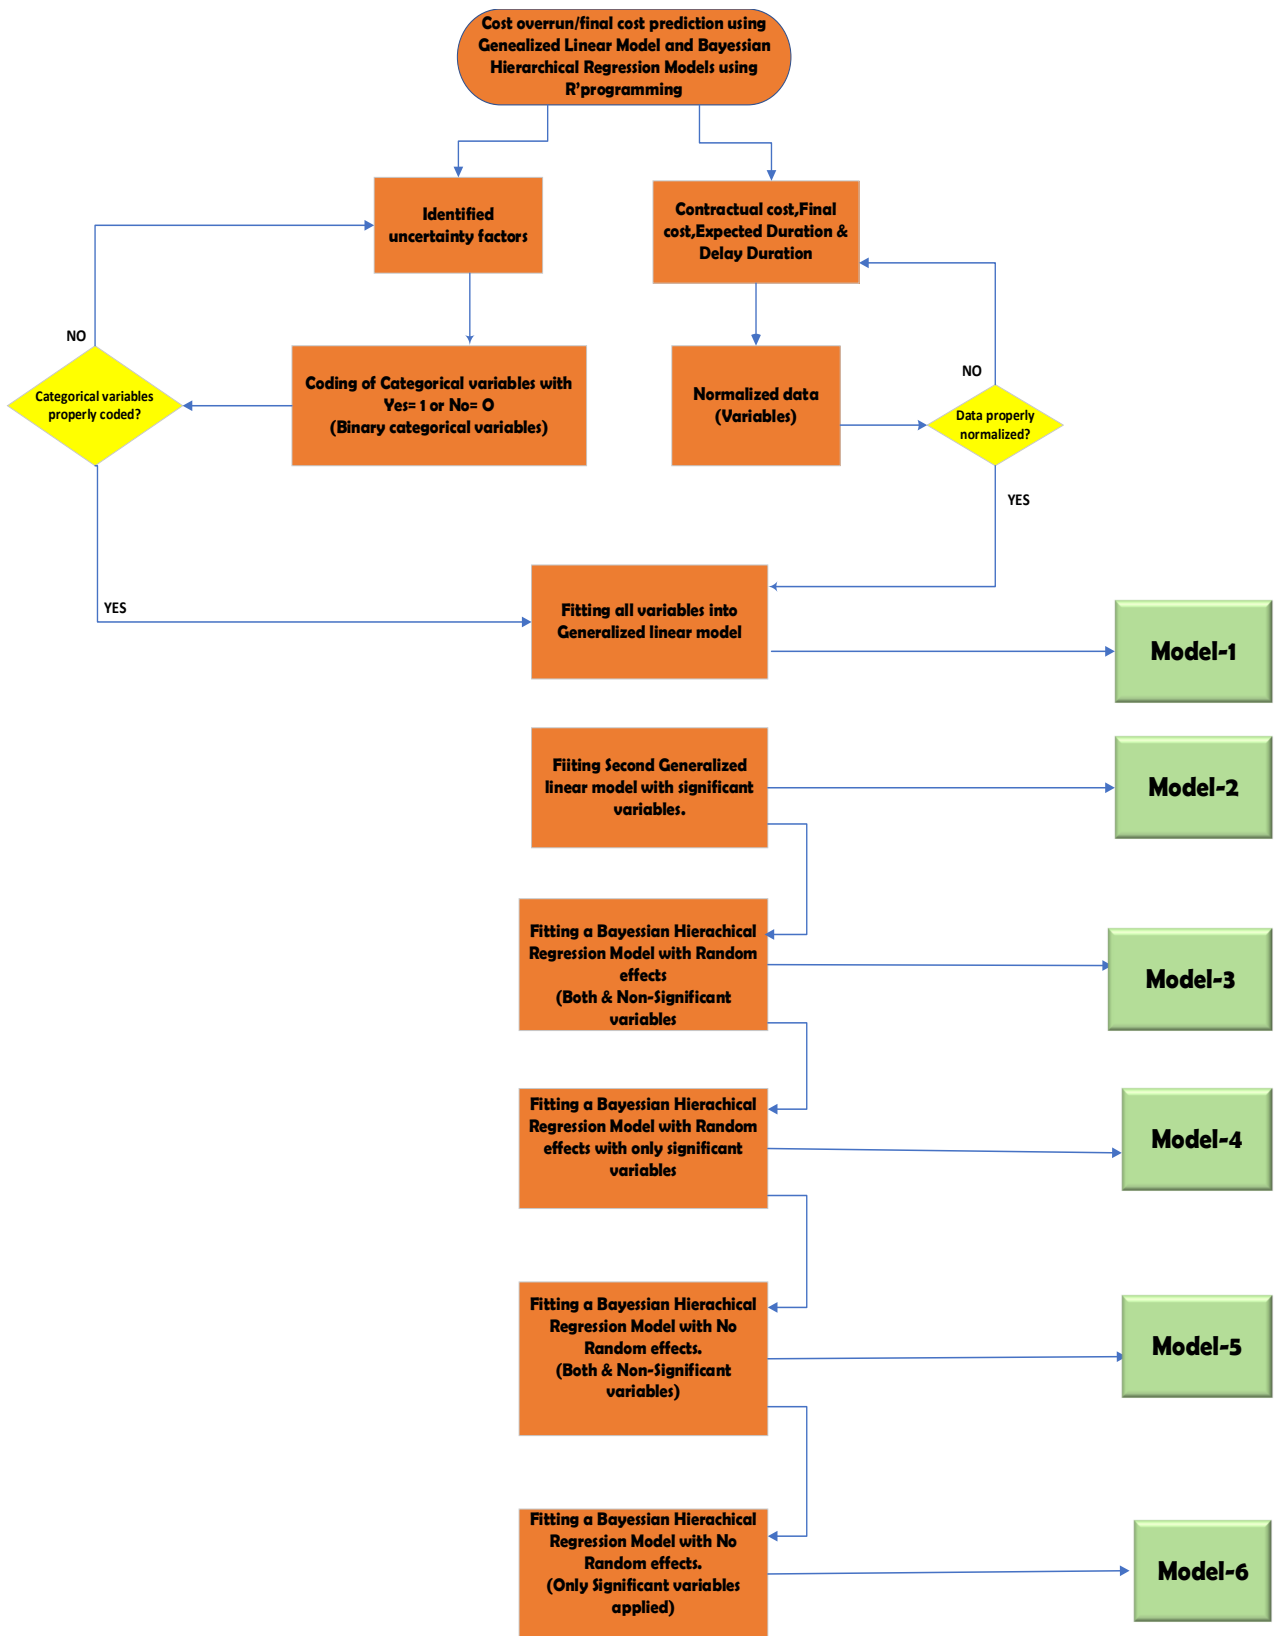 Cost overrun/final cost prediction using
Genealized Linear Model and Bayessian
Hierarchical Regression Models using
R'programming
Identified
uncertainty factors
Contractual cost,Final
cost,Expected Duration &
Delay Duration
NO
Categorical variables
properly coded?
Coding of Categorical variables with
Yes= 1 or No= 0
(Binary categorical variables)
Normalized data
(Variables)
NO
Data properly
normalized?
YES
YES
Fitting all variables into
Generalized linear model
Model-1
Fiiting Second Generalized
linear model with significant
variables.
Model-2
Fitting a Bayessian Hierachical
Regression Model with Random
effects
(Both & Non-Significant
variables
Model-3
Fitting a Bayessian Hierachical
Regression Model with Random
effects with only significant
variables
Model-4
Fitting a Bayessian Hierachical
Regression Model with No
Random effects.
(Both & Non-Significant
variables)
Model-5
Fitting a Bayessian Hierachical
Regression Model with No
Random effects.
(Only Significant variables
applied)
Model-6